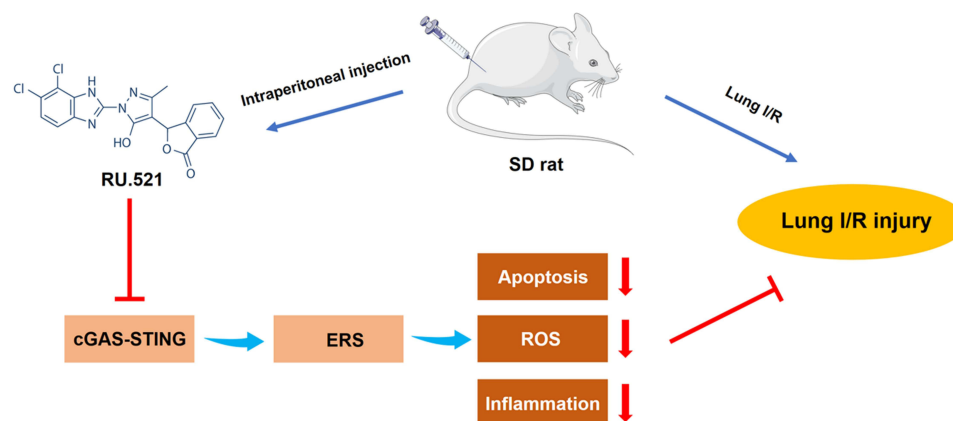 Cl
Cl
H
N
N
N
N
HO
O
O
RU.521
Intraperitoneal injection
SD rat
Lung I/R
Lung I/R injury
cGAS-STING
ERS
Apoptosis
ROS
Inflammation